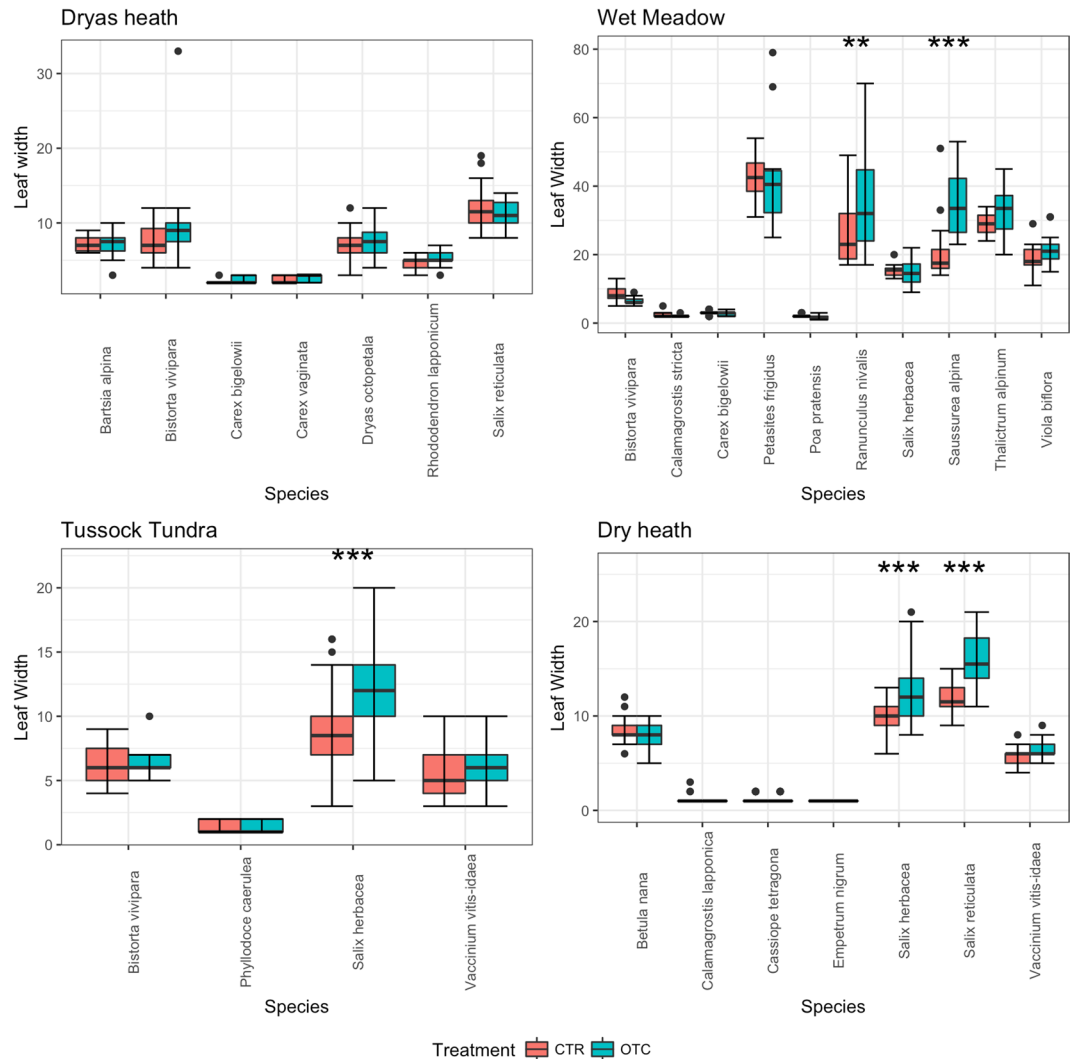 Dryas heath
Leaf width
30
20
10
Bartsia alpina
Bistorta vivipara
Carex bigelowii
Carex vaginata
Dryas octopetala
Rhododendron lapponicum
Salix reticulata
Species
Wet Meadow
Leaf Width
80
60
40
20
0
**
***
Bistorta vivipara
Calamagrostis stricta
Carex bigelowii
Petasites frigidus
Poa pratensis
Ranunculus nivalis
Salix herbacea
Saussurea alpina
Thalictrum alpinum
Viola biflora
Species
Tussock Tundra
Leaf Width
20
15
10
5
0
***
Bistorta vivipara
Phyllodoce caerulea
Salix herbacea
Vaccinium vitis-idaea
Species
Dry heath
Leaf Width
20
10
0
***
***
Betula nana
Calamagrostis lapponica
Cassiope tetragona
Empetrum nigrum
Salix herbacea
Salix reticulata
Vaccinium vitis-idaea
Species
Treatment CTR OTC